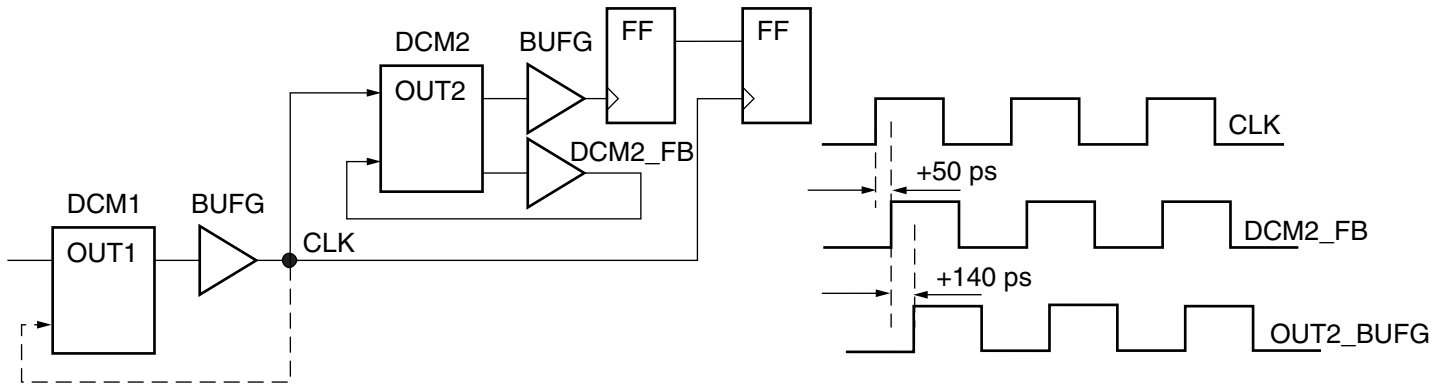 FF
FF
DCM2
BUFG
OUT2
DCM2_FB
DCM1
BUFG
OUT1
CLK
CLK
+50 ps
DCM2_FB
+140 ps
OUT2_BUFG